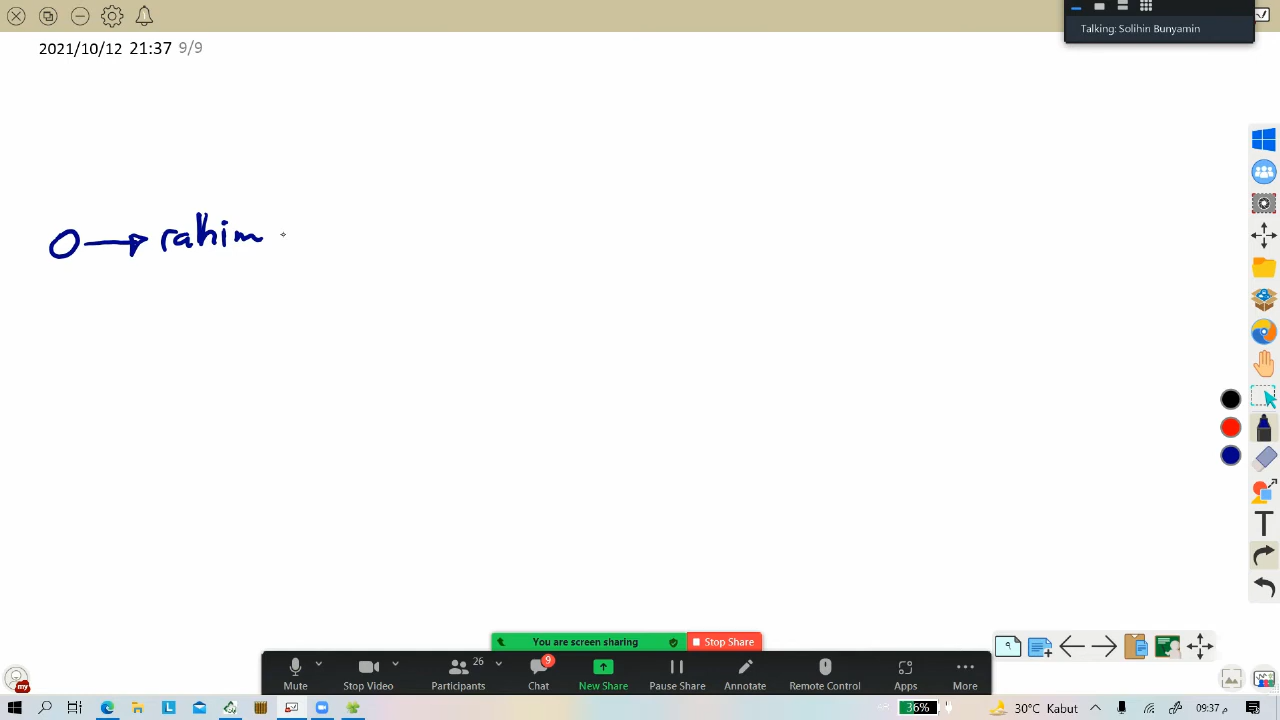 Talking: Solihin Bunyamin
2021/10/12 21:37 9/9
O → rahim
T
You are screen sharing
Stop Share
26
9
Mute
Stop Video
Participants
Chat
New Share
Pause Share
Annotate
Remote Control
Apps
More
my
L
36%
30°C Kabut
09:37 م